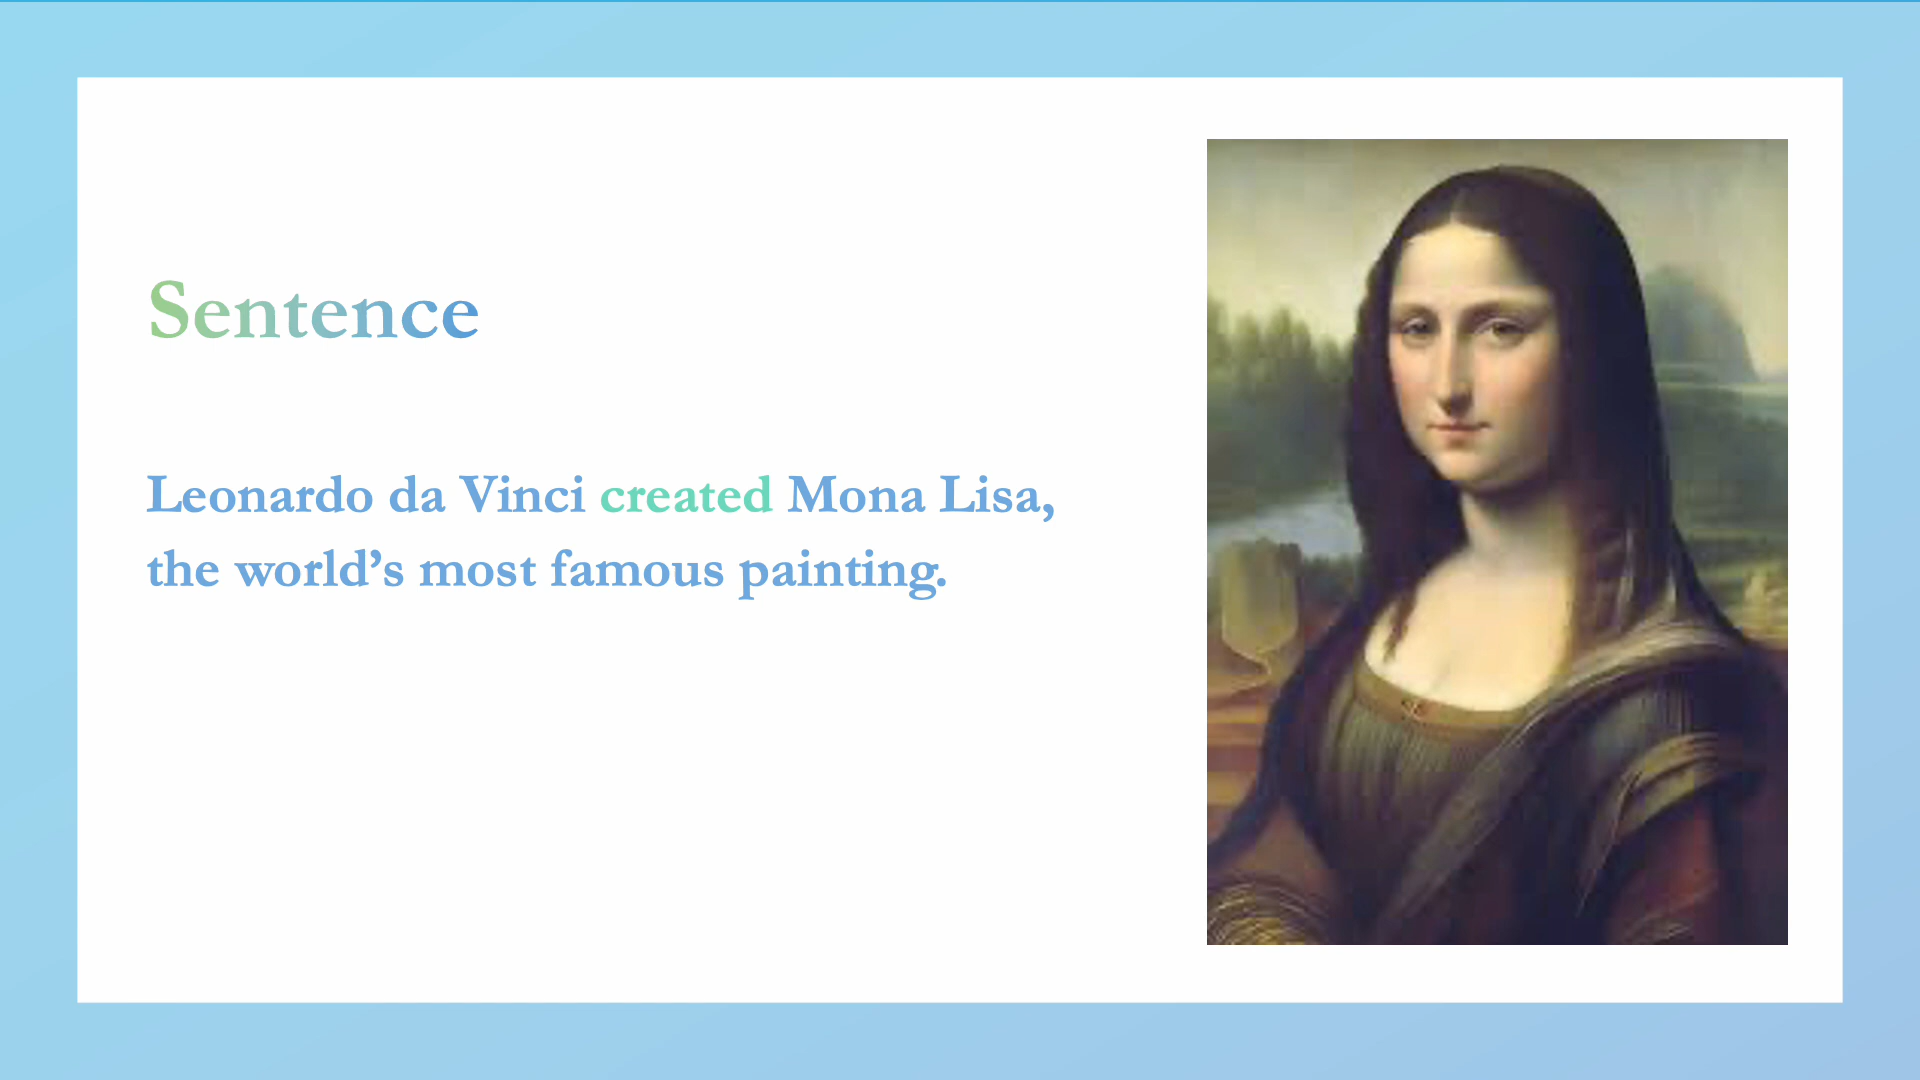 Sentence
Leonardo da Vinci created Mona Lisa,
the world’s most famous painting.